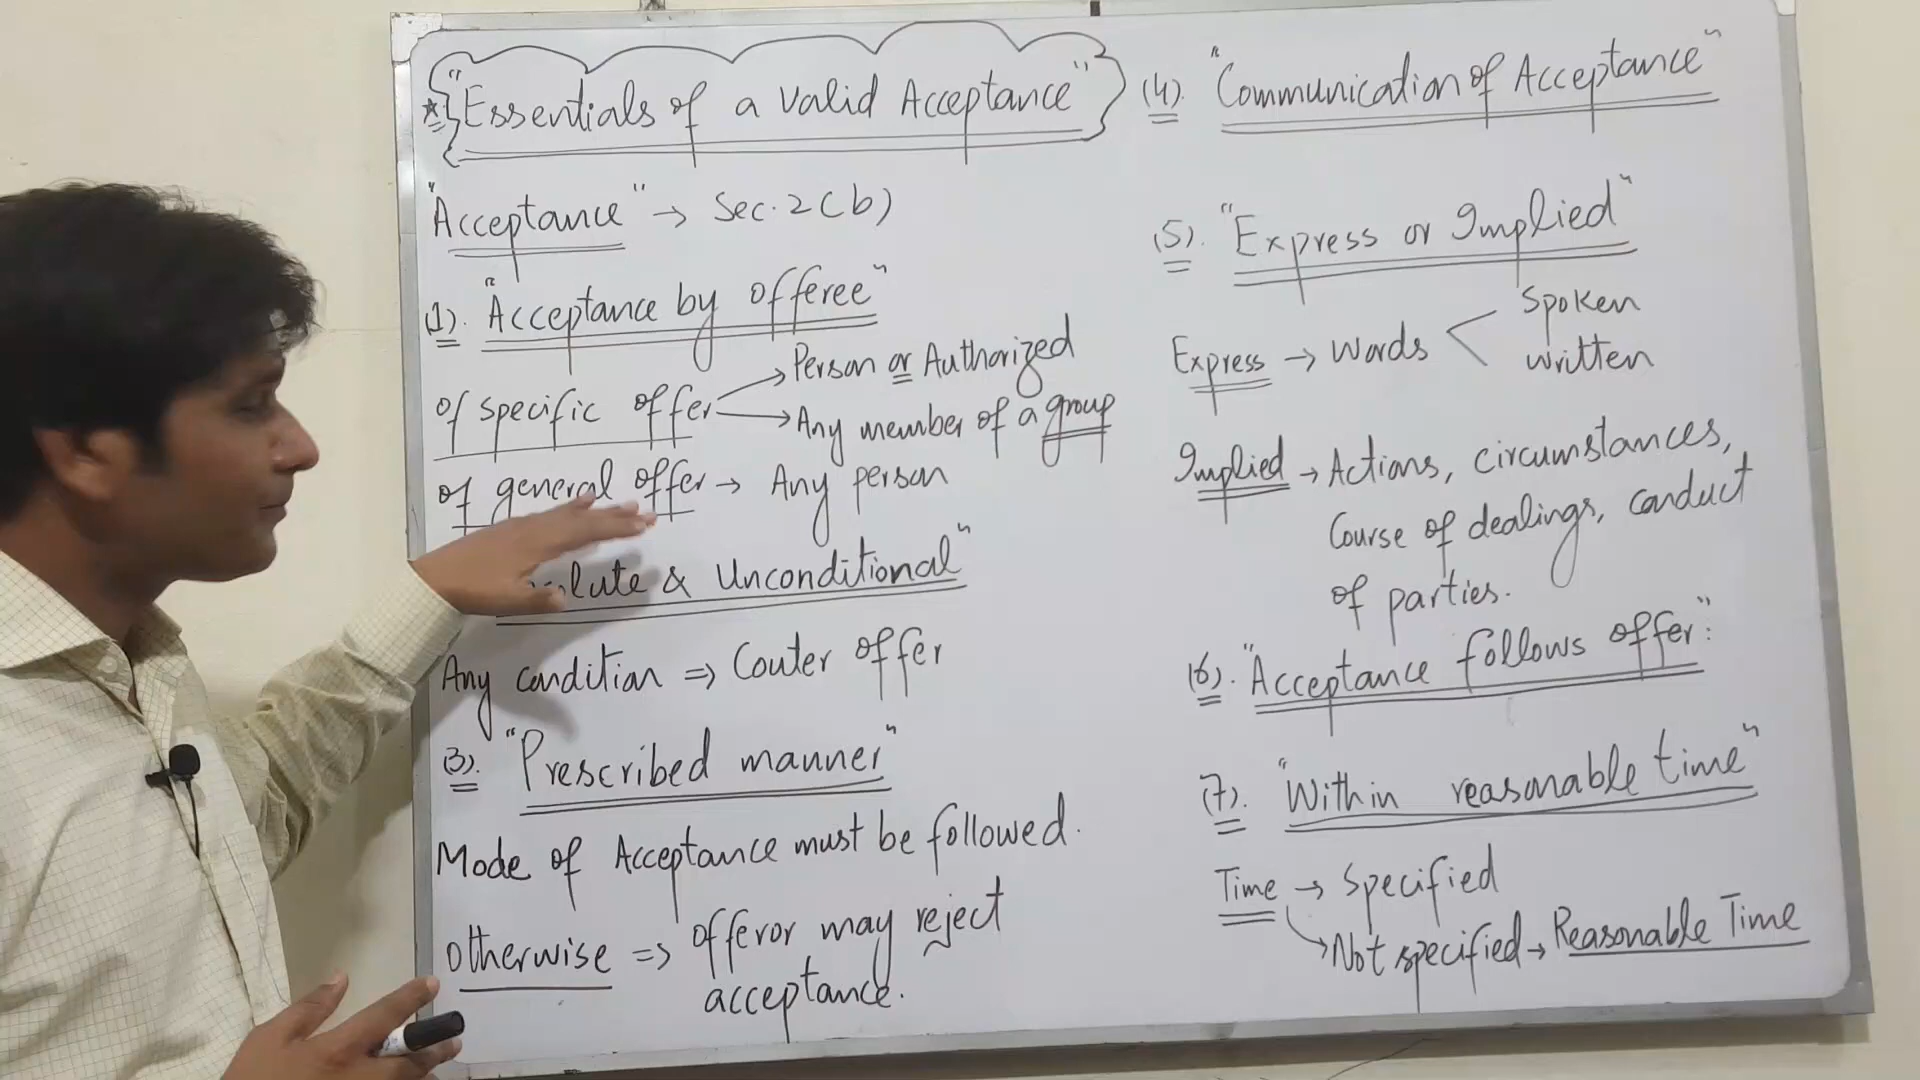 "Essentials of a valid Acceptance"
"Acceptance" → Sec. 2(b)
(1). "Acceptance by offeree"
of specific offer → Person or Authorized
→ Any member of a group
of general offer → Any person
& Unconditional"
Any condition ⇒ Couter offer
(3). "Prescribed manner"
Mode of Acceptance must be followed.
otherwise ⇒ offeror may reject
acceptance.
(4). "Communication of Acceptance"
(5). "Express or Implied"
Express → Words < Spoken
written
Implied → Actions, circumstances,
Course of dealings, conduct
of parties.
(6). "Acceptance follows offer":
(7). "Within reasonable time"
Time → Specified
→ Not specified → Reasonable Time